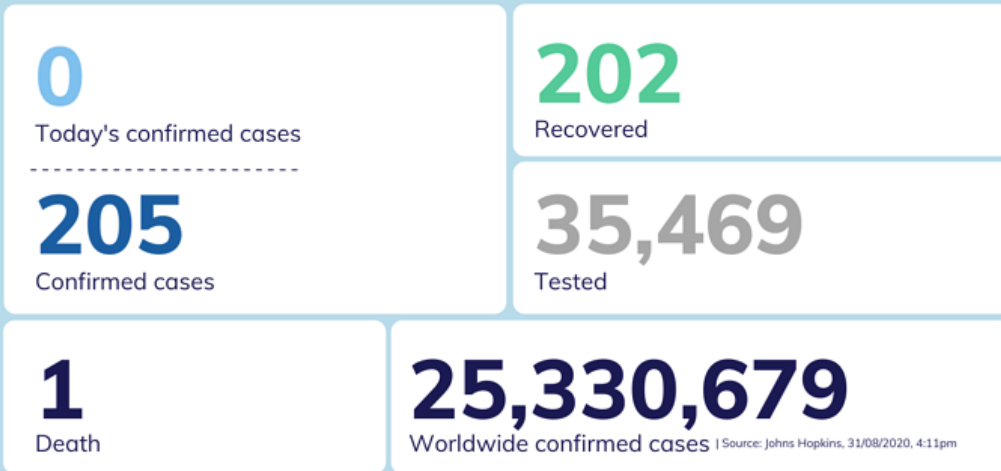 0
Today's confirmed cases
205
Confirmed cases
202
Recovered
35,469
Tested
1
Death
25,330,679
Worldwide confirmed cases | Source: Johns Hopkins, 31/08/2020, 4:11pm